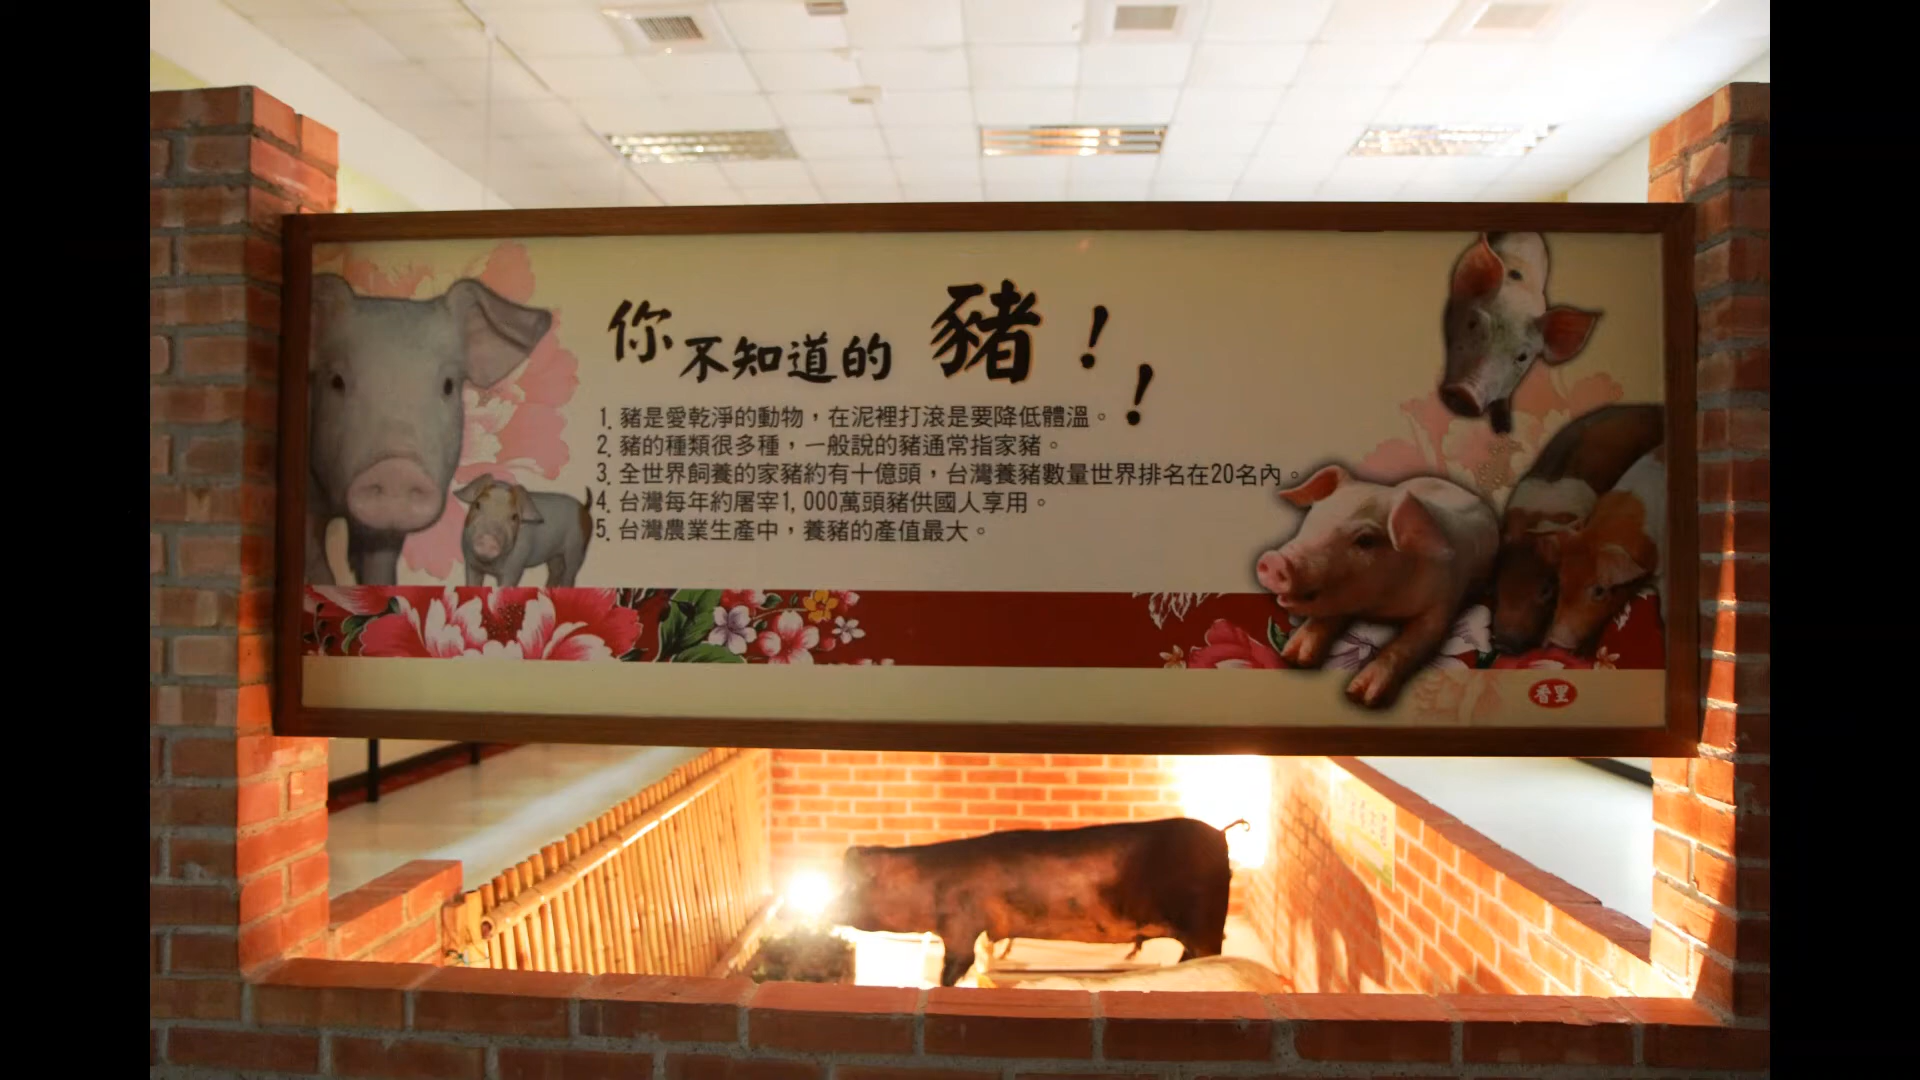 你不知道的豬！！
1. 豬是愛乾淨的動物，在泥裡打滾是要降低體溫。
2. 豬的種類很多種，一般說的豬通常指家豬。
3. 全世界飼養的家豬約有十億頭，台灣養豬數量世界排名在20名內。
4. 台灣每年約屠宰1,000萬頭豬供國人享用。
5. 台灣農業生產中，養豬的產值最大。
香里